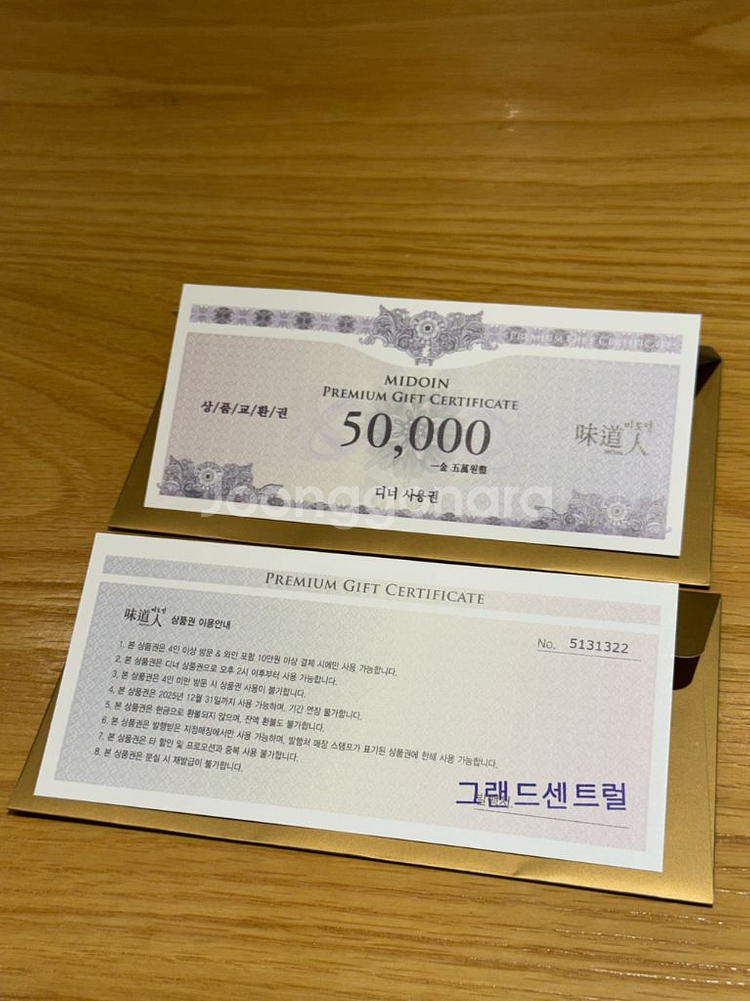 PREMIUM GIFT CERTIFICATE
MIDOIN
PREMIUM GIFT CERTIFICATE
상/품/교/환/권
50,000
一金 五萬원整
味道人 미도인
디너 사용권
Joonggonara
PREMIUM GIFT CERTIFICATE
味道人 미도인 상품권 이용안내
No. 5131322
1. 본 상품권은 4인 이상 방문 & 와인 포함 10만원 이상 결제 시에만 사용 가능합니다.
2. 본 상품권은 디너 상품권으로 오후 2시 이후부터 사용 가능합니다.
3. 본 상품권은 4인 미만 방문 시 상품권 사용이 불가합니다.
4. 본 상품권은 2025년 12월 31일까지 사용 가능하며, 기간 연장 불가합니다.
5. 본 상품권은 현금으로 환불되지 않으며, 잔액 환불도 불가합니다.
6. 본 상품권은 발행받은 지정매장에서만 사용 가능하며, 발행처 매장 스탬프가 표기된 상품권에 한해 사용 가능합니다.
7. 본 상품권은 타 할인 및 프로모션과 중복 사용 불가합니다.
8. 본 상품권은 분실 시 재발급이 불가합니다.
그랜드센트럴